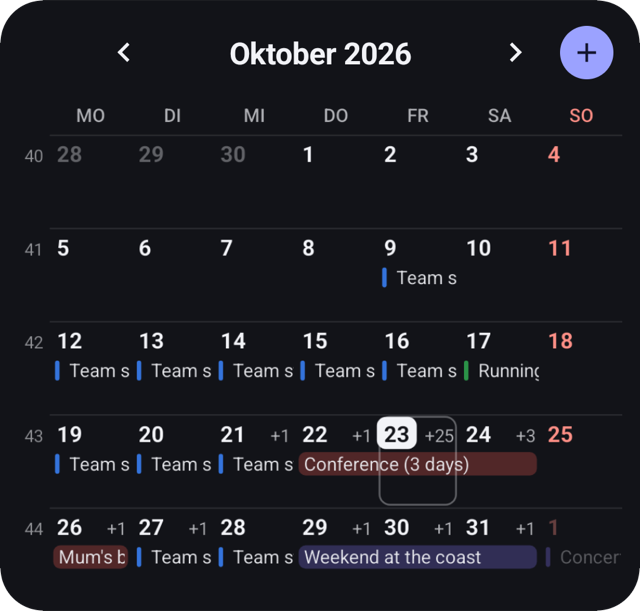 Oktober 2026 +
MO DI MI DO FR SA SO
40 28 29 30 1 2 3 4
41 5 6 7 8 9 10 11
Team s
42 12 13 14 15 16 17 18
Team s Team s Team s Team s Team s Running
43 19 20 21 +1 22 +1 23 +25 24 +3 25
Team s Team s Team s Conference (3 days)
44 26 +1 27 +1 28 29 +1 30 +1 31 +1 1
Mum's b Team s Team s Weekend at the coast Concer